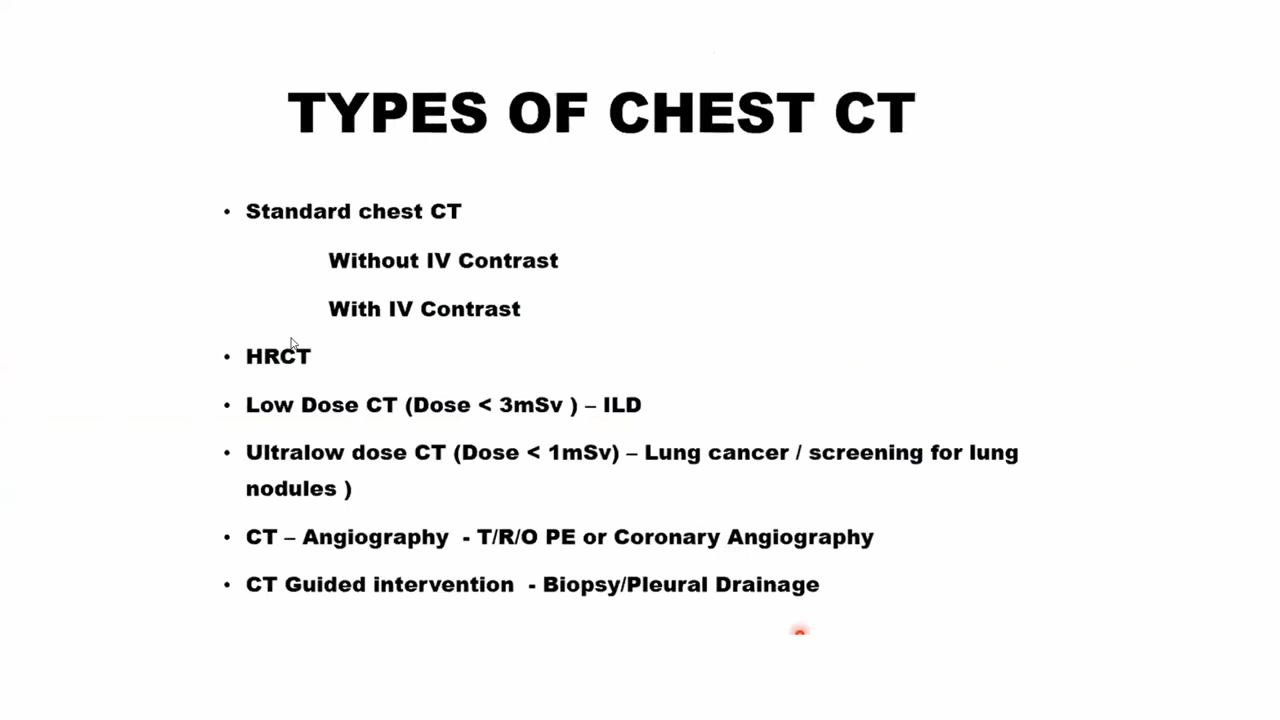 TYPES OF CHEST CT
• Standard chest CT
Without IV Contrast
With IV Contrast
• HRCT
• Low Dose CT (Dose < 3mSv ) – ILD
• Ultralow dose CT (Dose < 1mSv) – Lung cancer / screening for lung
nodules )
• CT – Angiography - T/R/O PE or Coronary Angiography
• CT Guided intervention - Biopsy/Pleural Drainage